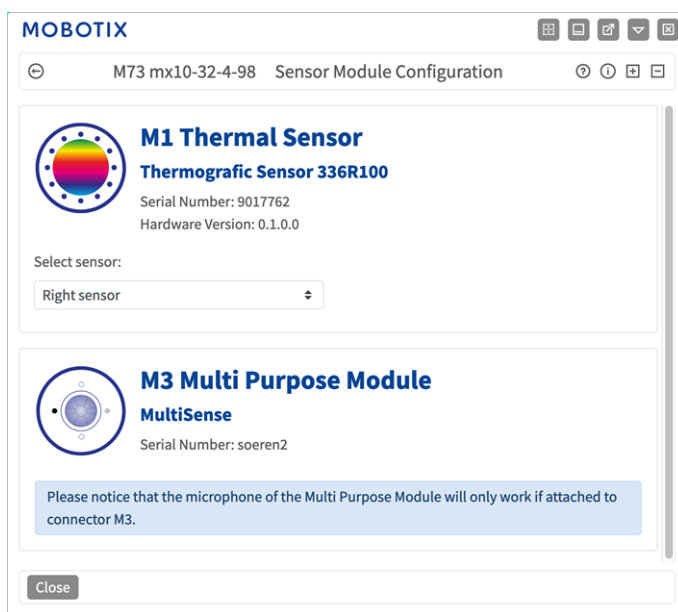 MOBOTIX
M73 mx10-32-4-98 Sensor Module Configuration
M1 Thermal Sensor
Thermografic Sensor 336R100
Serial Number: 9017762
Hardware Version: 0.1.0.0
Select sensor:
Right sensor
M3 Multi Purpose Module
MultiSense
Serial Number: soeren2
Please notice that the microphone of the Multi Purpose Module will only work if attached to
connector M3.
Close